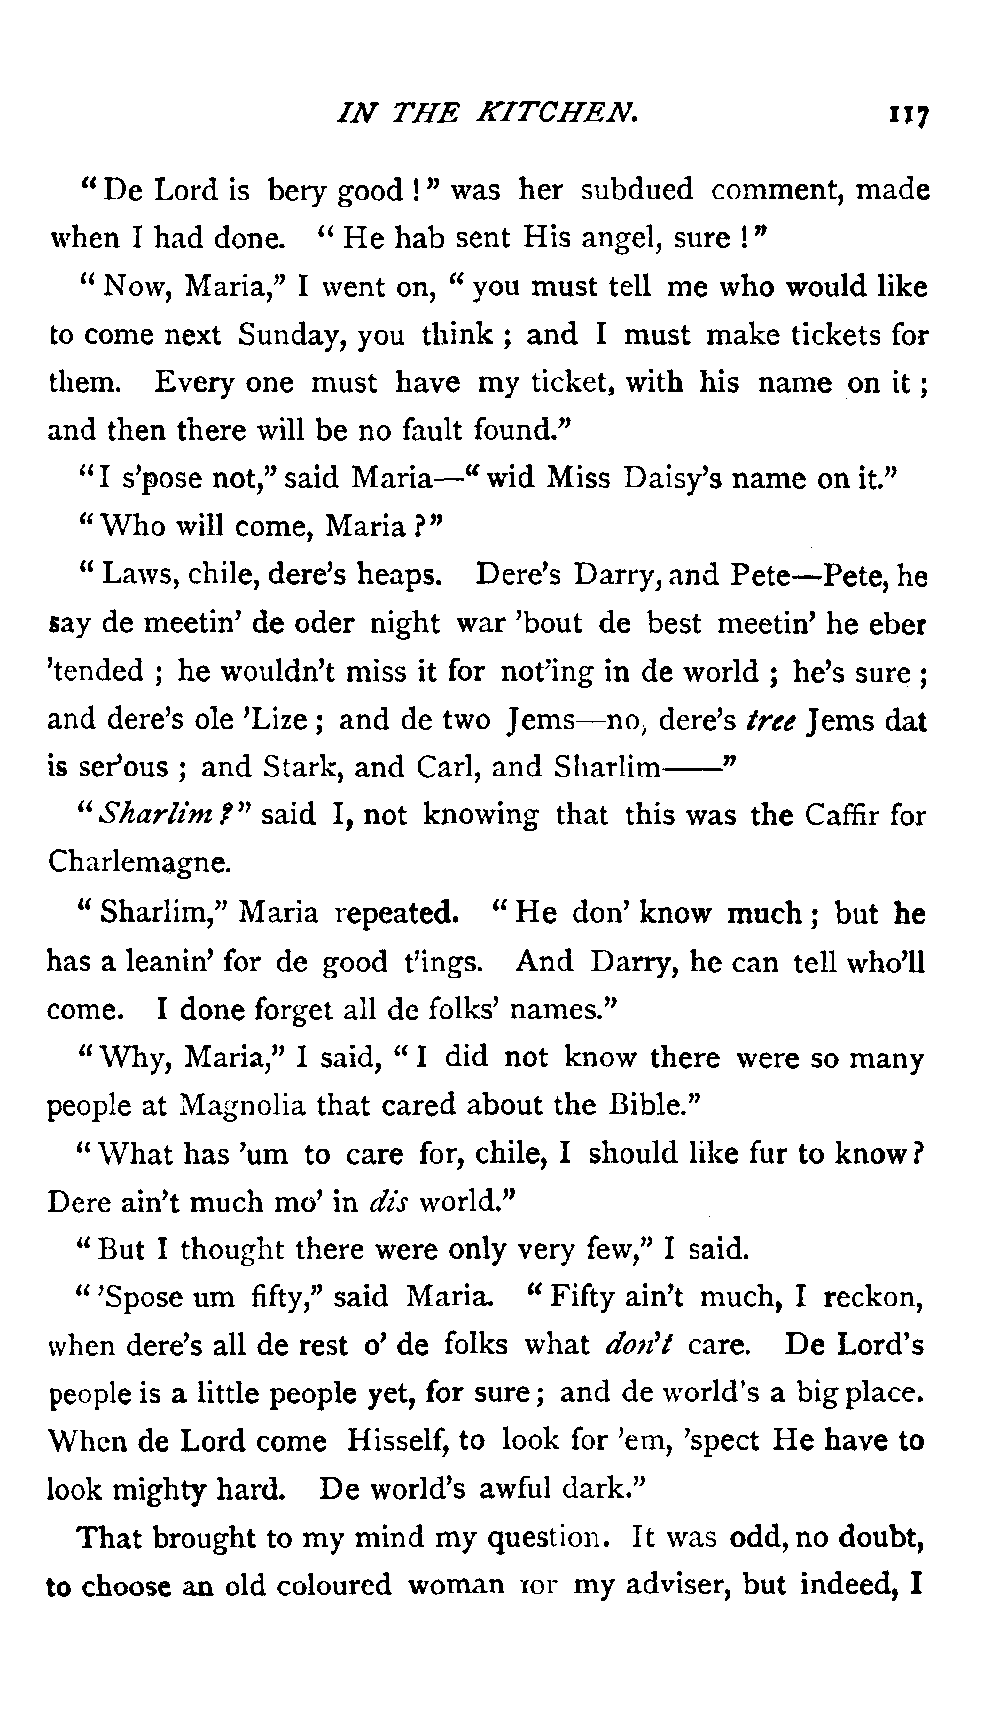 IN THE KITCHEN. 117
"De Lord is bery good!" was her subdued comment, made
when I had done. "He hab sent His angel, sure!"
"Now, Maria," I went on, "you must tell me who would like
to come next Sunday, you think; and I must make tickets for
them. Every one must have my ticket, with his name on it;
and then there will be no fault found."
"I s'pose not," said Maria—"wid Miss Daisy's name on it."
"Who will come, Maria?"
"Laws, chile, dere's heaps. Dere's Darry, and Pete—Pete, he
say de meetin' de oder night war 'bout de best meetin' he eber
'tended; he wouldn't miss it for not'ing in de world; he's sure;
and dere's ole 'Lize; and de two Jems—no, dere's tree Jems dat
is ser'ous; and Stark, and Carl, and Sharlim——"
"Sharlim?" said I, not knowing that this was the Caffir for
Charlemagne.
"Sharlim," Maria repeated. "He don' know much; but he
has a leanin' for de good t'ings. And Darry, he can tell who'll
come. I done forget all de folks' names."
"Why, Maria," I said, "I did not know there were so many
people at Magnolia that cared about the Bible."
"What has 'um to care for, chile, I should like fur to know?
Dere ain't much mo' in dis world."
"But I thought there were only very few," I said.
"'Spose um fifty," said Maria. "Fifty ain't much, I reckon,
when dere's all de rest o' de folks what don't care. De Lord's
people is a little people yet, for sure; and de world's a big place.
When de Lord come Hisself, to look for 'em, 'spect He have to
look mighty hard. De world's awful dark."
That brought to my mind my question. It was odd, no doubt,
to choose an old coloured woman for my adviser, but indeed, I